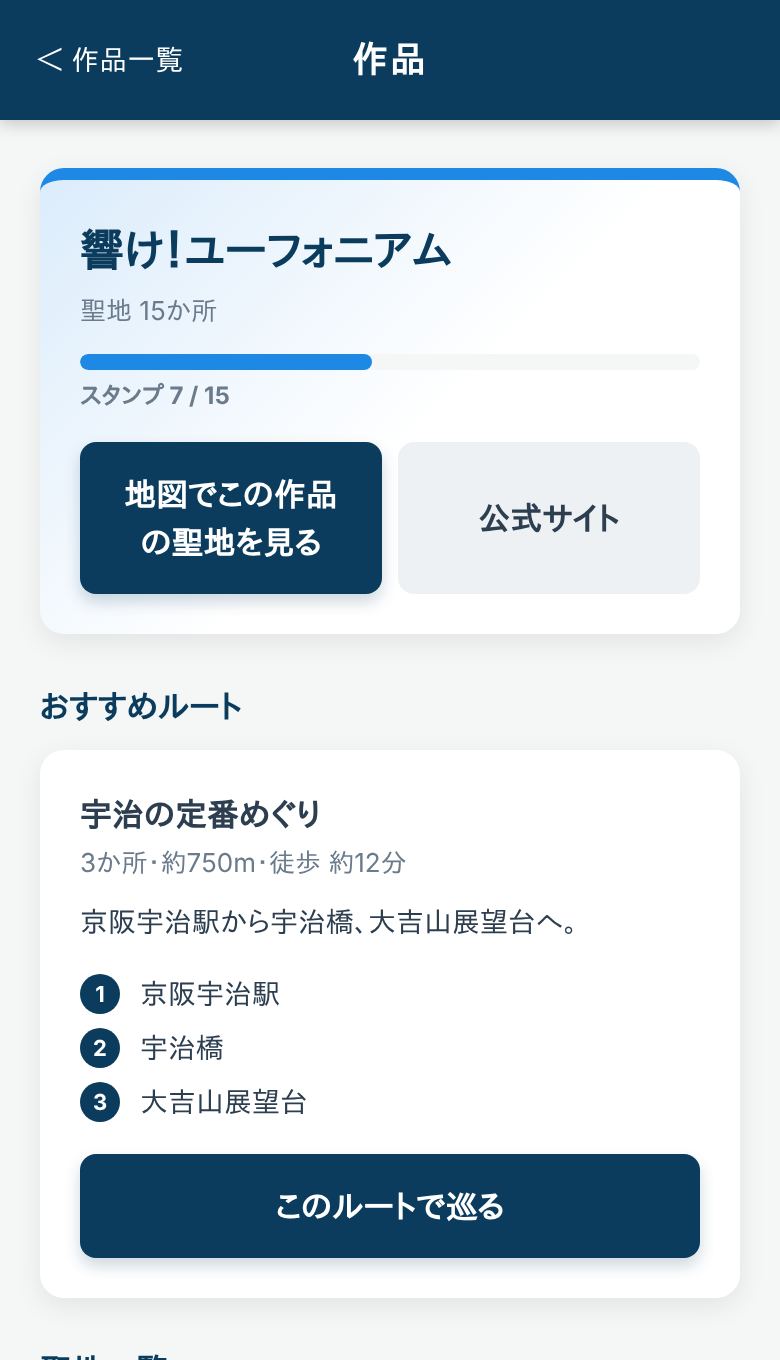 ＜ 作品一覧
作品
響け！ユーフォニアム
聖地 15か所
スタンプ 7 / 15
地図でこの作品
の聖地を見る
公式サイト
おすすめルート
宇治の定番めぐり
3か所・約750m・徒歩 約12分
京阪宇治駅から宇治橋、大吉山展望台へ。
1 京阪宇治駅
2 宇治橋
3 大吉山展望台
このルートで巡る